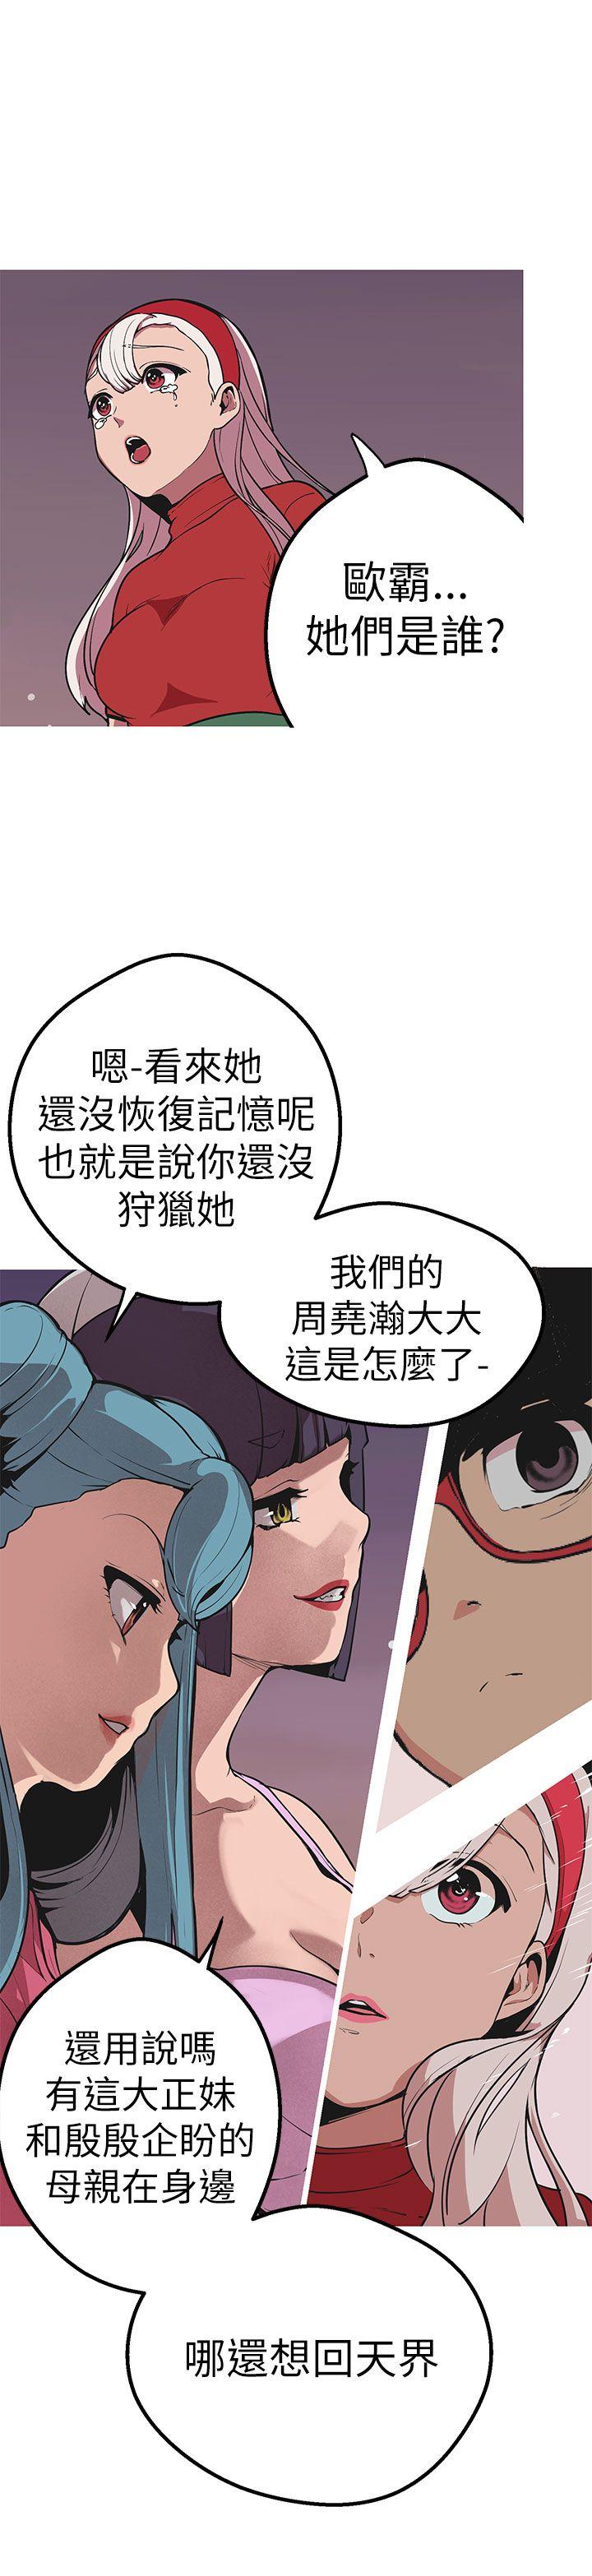 歐霸...
她們是誰?
嗯-看來她
還沒恢復記憶呢
也就是說你還沒
狩獵她
我們的
周堯瀚大大
這是怎麼了-
還用說嗎
有這大正妹
和殷殷企盼的
母親在身邊
哪還想回天界